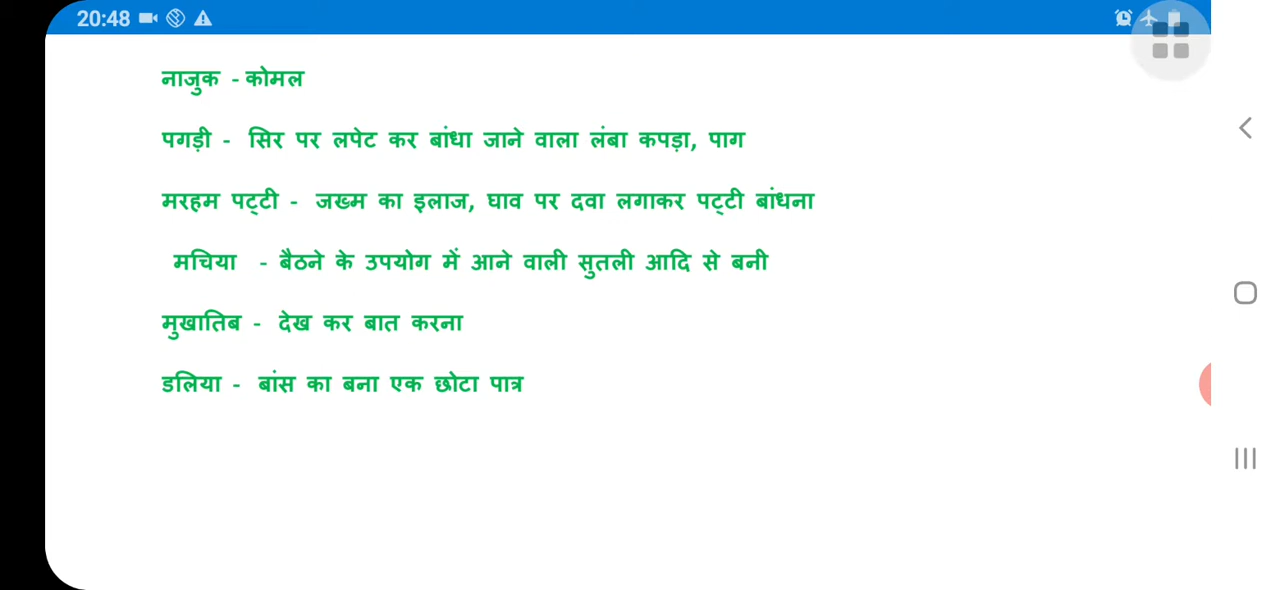 20:48
नाजुक - कोमल
पगड़ी - सिर पर लपेट कर बांधा जाने वाला लंबा कपड़ा, पाग
मरहम पट्टी - जख्म का इलाज, घाव पर दवा लगाकर पट्टी बांधना
मचिया - बैठने के उपयोग में आने वाली सुतली आदि से बनी
मुखातिब - देख कर बात करना
डलिया - बांस का बना एक छोटा पात्र